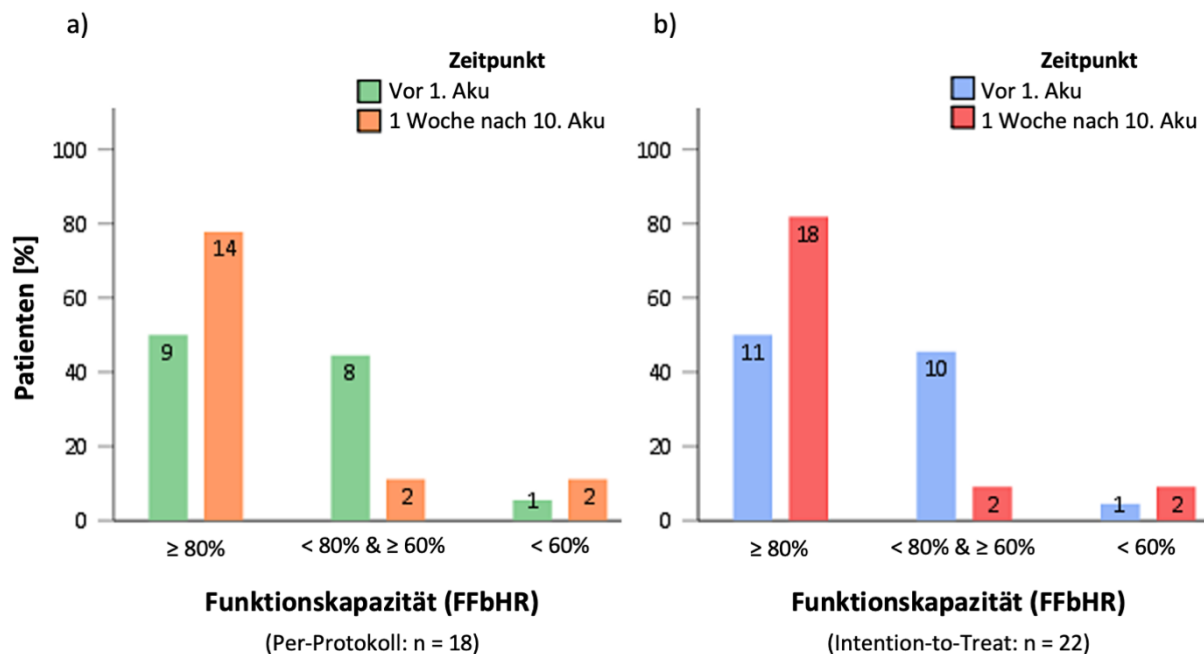 a)
Zeitpunkt
Vor 1. Aku
1 Woche nach 10. Aku
Patienten [%]
100
80
60
40
20
0
9
14
8
2
1
2
≥ 80%
< 80% & ≥ 60%
< 60%
Funktionskapazität (FFbHR)
(Per-Protokoll: n = 18)
b)
Zeitpunkt
Vor 1. Aku
1 Woche nach 10. Aku
100
80
60
40
20
0
11
18
10
2
1
2
≥ 80%
< 80% & ≥ 60%
< 60%
Funktionskapazität (FFbHR)
(Intention-to-Treat: n = 22)